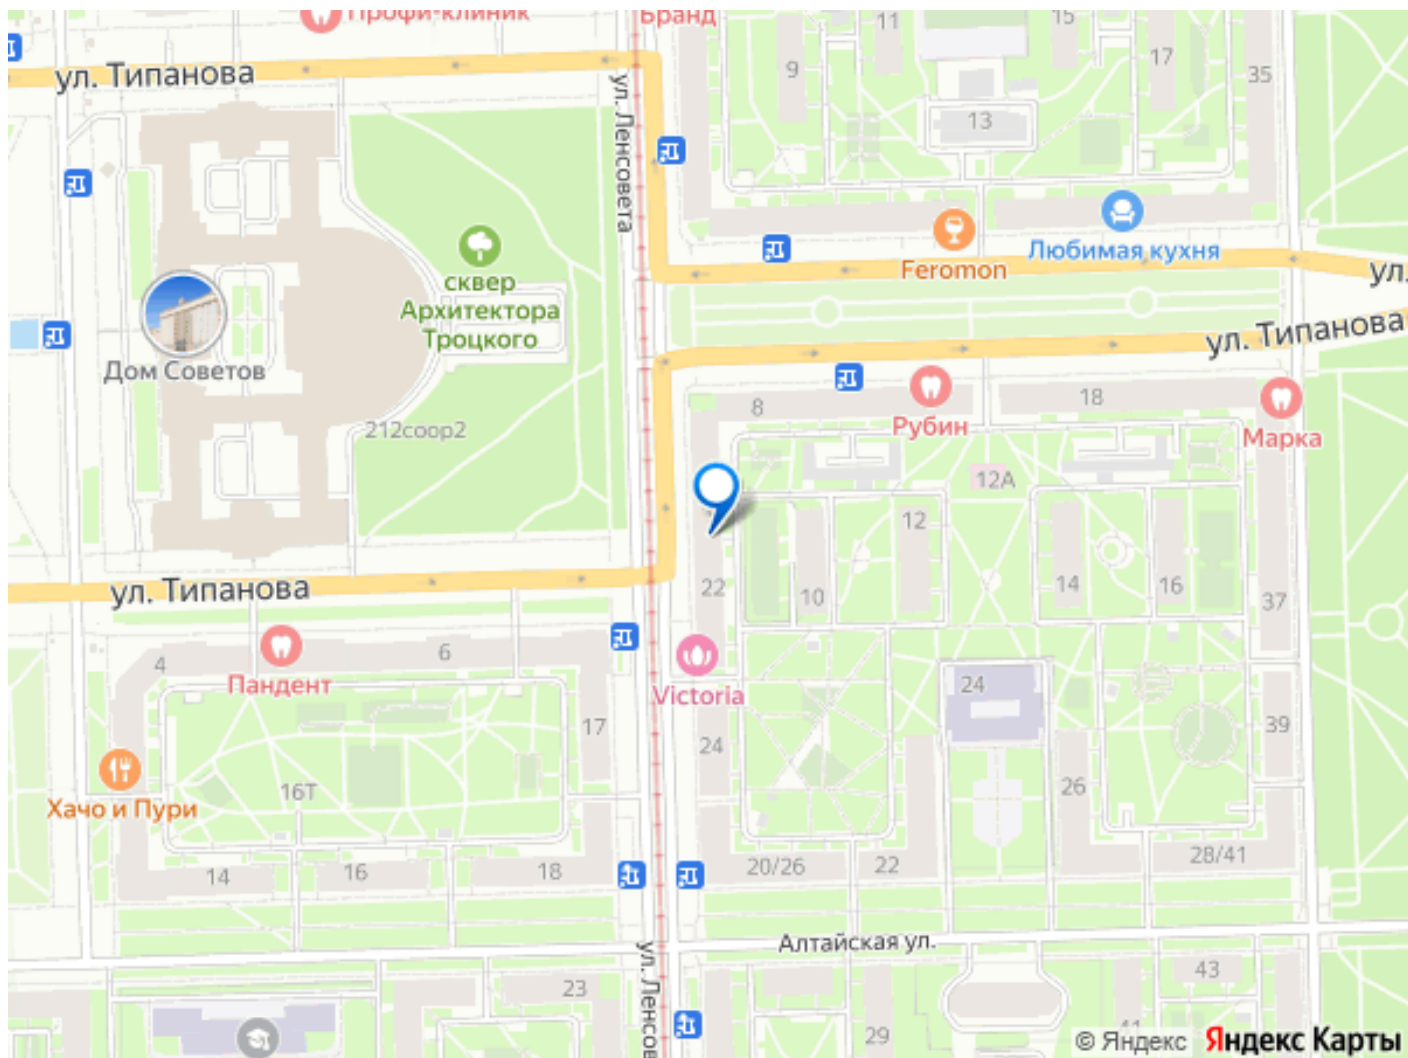 Профи-клиник
Бранд
11
15
17
ул. Типанова
9
35
ул. Ленсовета
13
Любимая кухня
Feromon
ул.
сквер
Архитектора
Троцкого
ул. Типанова
Дом Советов
8
18
Рубин
Марка
212соор2
12А
12
ул. Типанова
22
10
14
16
37
4
6
Пандент
Victoria
24
17
24
39
16Т
26
Хачо и Пури
14
16
18
20/26
22
28/41
Алтайская ул.
ул. Ленсов
23
43
29
41
© Яндекс Яндекс Карты